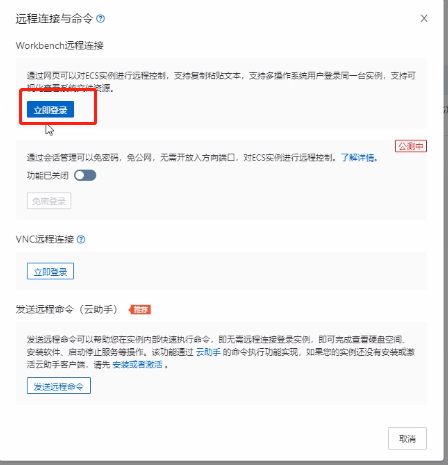 远程连接与命令
Workbench远程连接
通过网页可以对ECS实例进行远程控制，支持复制粘贴文本，支持多操作系统用户登录同一台实例，支持可
视化查看系统文件资源。
立即登录
公测中
通过会话管理可以免密码，免公网，无需开放入方向端口，对ECS实例进行远程控制。了解详情。
功能已关闭
免密登录
VNC远程连接
立即登录
发送远程命令（云助手） 推荐
发送远程命令可以帮助您在实例内部快速执行命令，即无需远程连接登录实例，即可完成查看硬盘空间、
安装软件、启动停止服务等操作。该功能通过 云助手 的命令执行功能实现，如果您的实例还没有安装或激
活云助手客户端，请先 安装或者激活 。
发送远程命令
取消